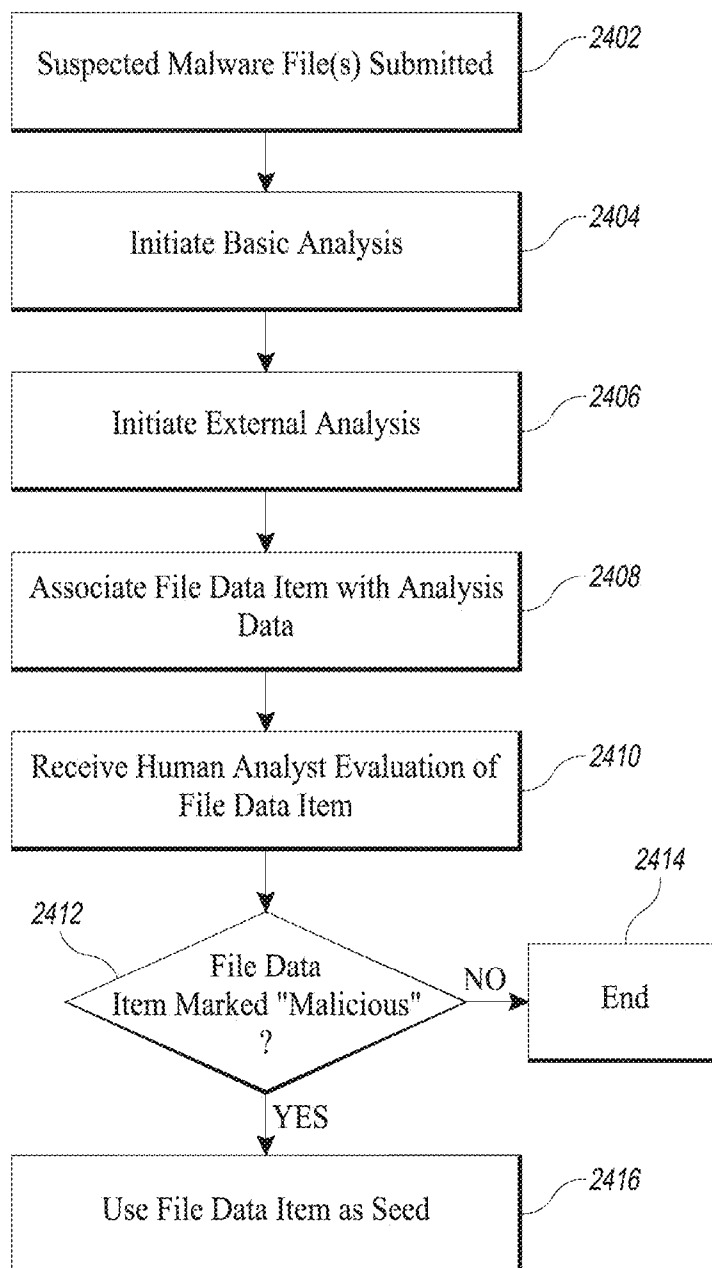 Suspected Malware File(s) Submitted
2402
Initiate Basic Analysis
2404
Initiate External Analysis
2406
Associate File Data Item with Analysis
Data
2408
Receive Human Analyst Evaluation of
File Data Item
2410
2412
File Data
Item Marked "Malicious"
?
NO
2414
End
YES
Use File Data Item as Seed
2416